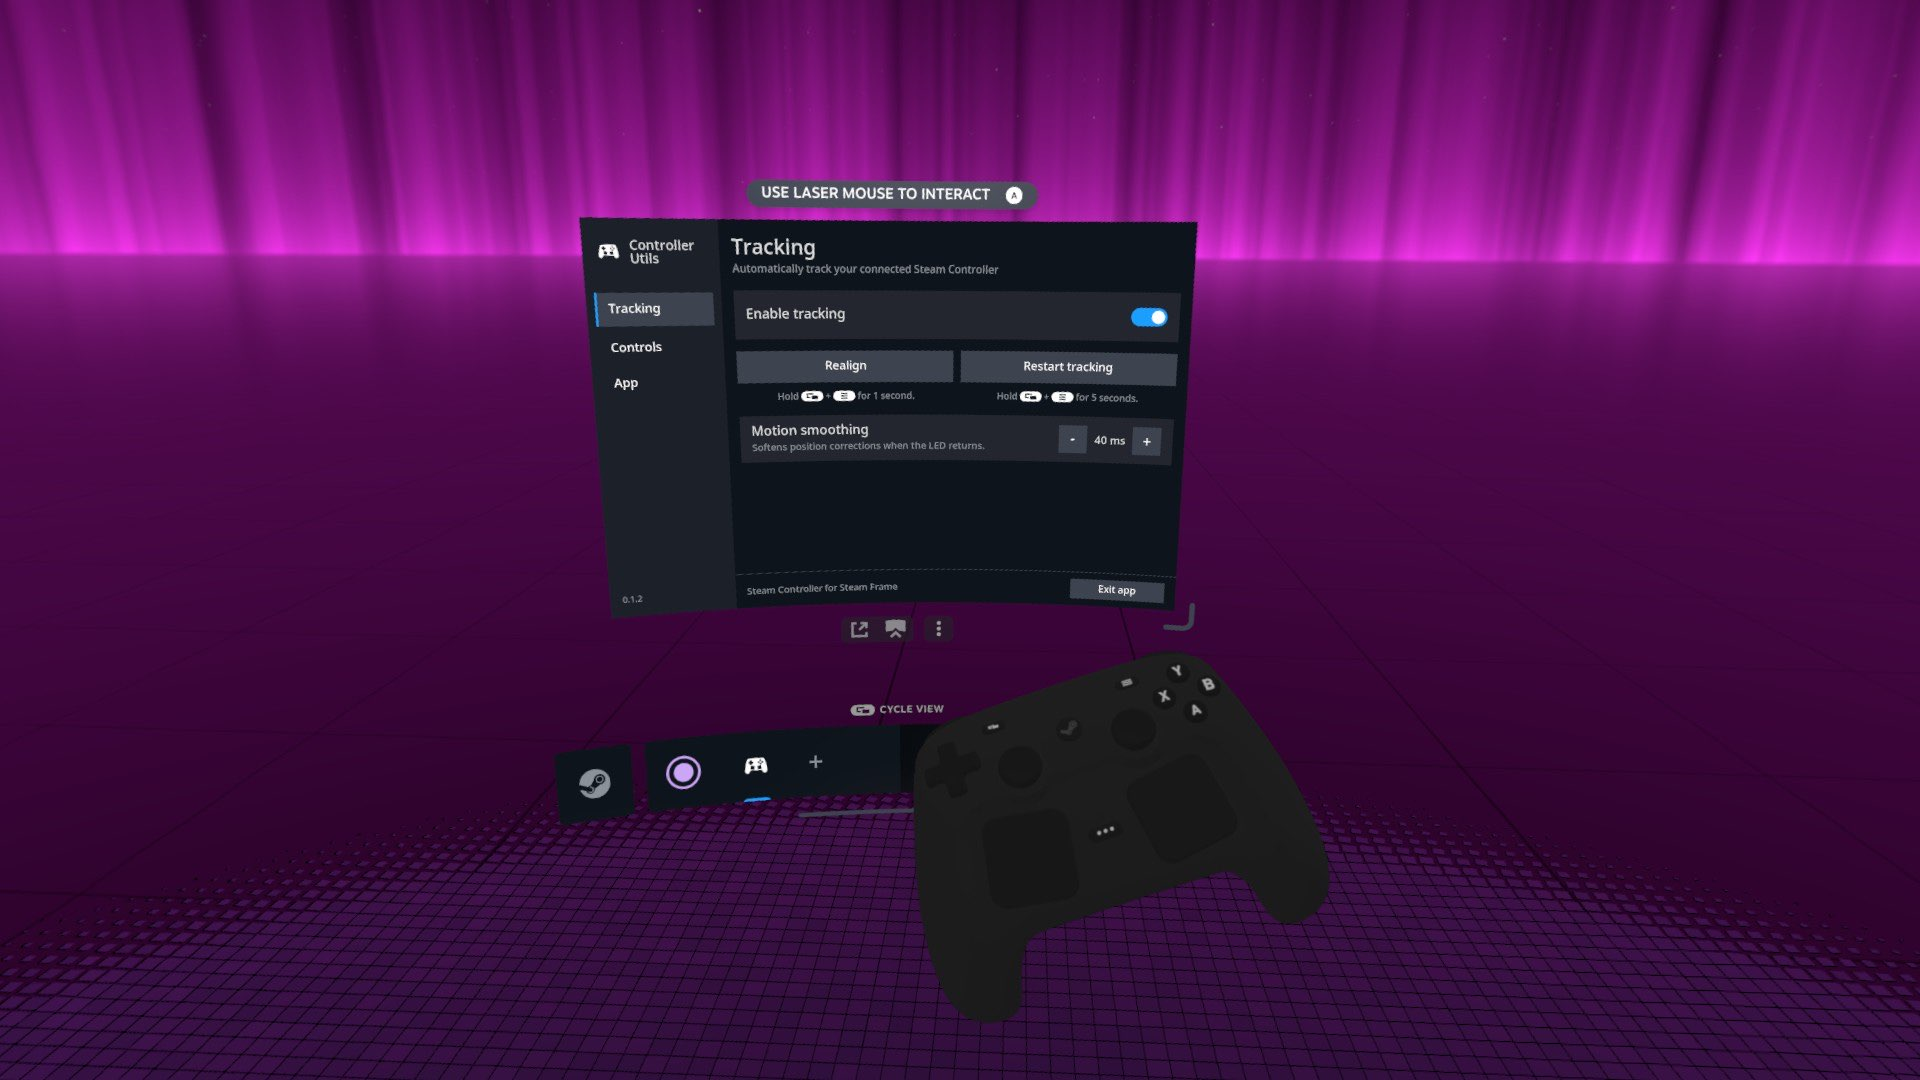 USE LASER MOUSE TO INTERACT A
Controller
Utils
Tracking
Controls
App
0.1.2
Tracking
Automatically track your connected Steam Controller
Enable tracking
Realign
Restart tracking
Hold + for 1 second.
Hold + for 5 seconds.
Motion smoothing
Softens position corrections when the LED returns.
- 40 ms +
Steam Controller for Steam Frame
Exit app
CYCLE VIEW
Y
B
X
A